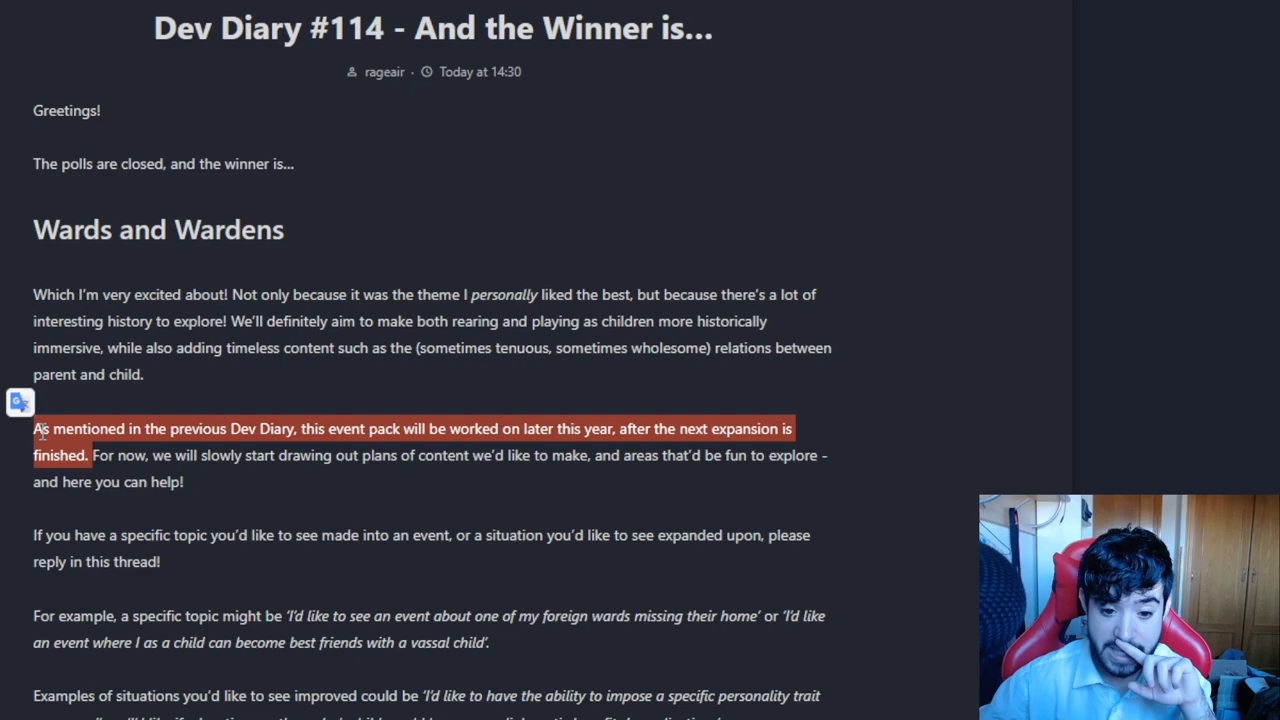 Dev Diary #114 - And the Winner is...
rageair · Today at 14:30
Greetings!
The polls are closed, and the winner is...
Wards and Wardens
Which I'm very excited about! Not only because it was the theme I personally liked the best, but because there's a lot of
interesting history to explore! We'll definitely aim to make both rearing and playing as children more historically
immersive, while also adding timeless content such as the (sometimes tenuous, sometimes wholesome) relations between
parent and child.
As mentioned in the previous Dev Diary, this event pack will be worked on later this year, after the next expansion is
finished. For now, we will slowly start drawing out plans of content we'd like to make, and areas that'd be fun to explore -
and here you can help!
If you have a specific topic you'd like to see made into an event, or a situation you'd like to see expanded upon, please
reply in this thread!
For example, a specific topic might be 'I'd like to see an event about one of my foreign wards missing their home' or 'I'd like
an event where I as a child can become best friends with a vassal child'.
Examples of situations you'd like to see improved could be 'I'd like to have the ability to impose a specific personality trait